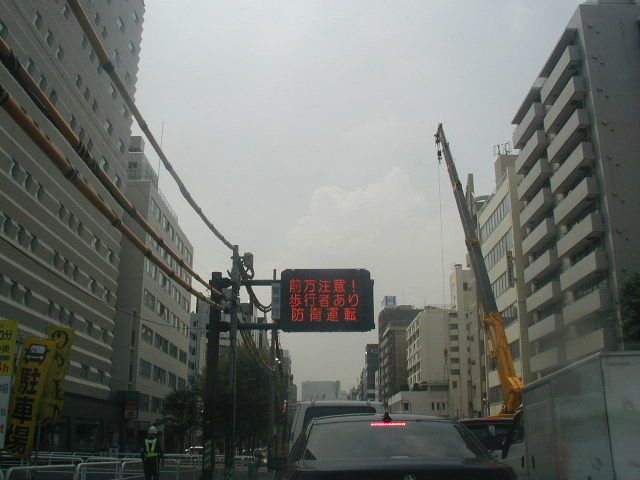 前方注意!
歩行者あり
防衛運転
駐車場